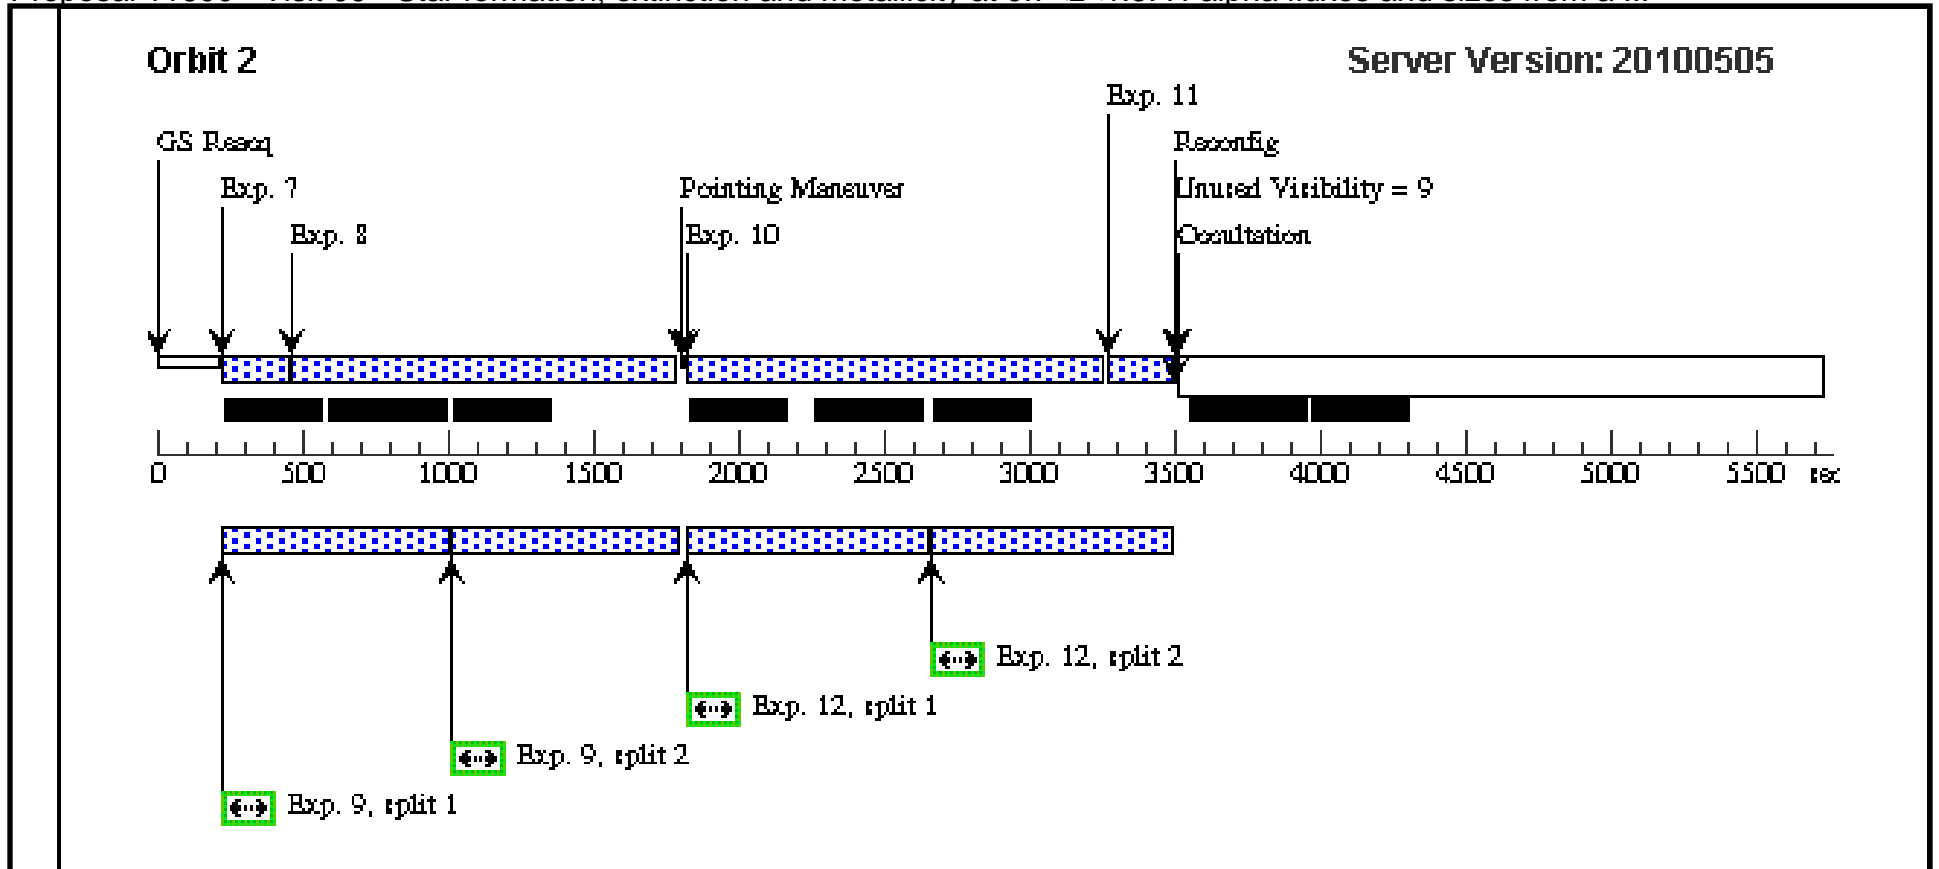 Orbit 2
Server Version: 20100505
Exp. 11
GS Reacq
Reconfig
Exp. 7
Pointing Maneuver
Unused Visibility = 9
Exp. 8
Exp. 10
Occultation
0 500 1000 1500 2000 2500 3000 3500 4000 4500 5000 5500 sec
Exp. 12, split 2
Exp. 12, split 1
Exp. 9, split 2
Exp. 9, split 1